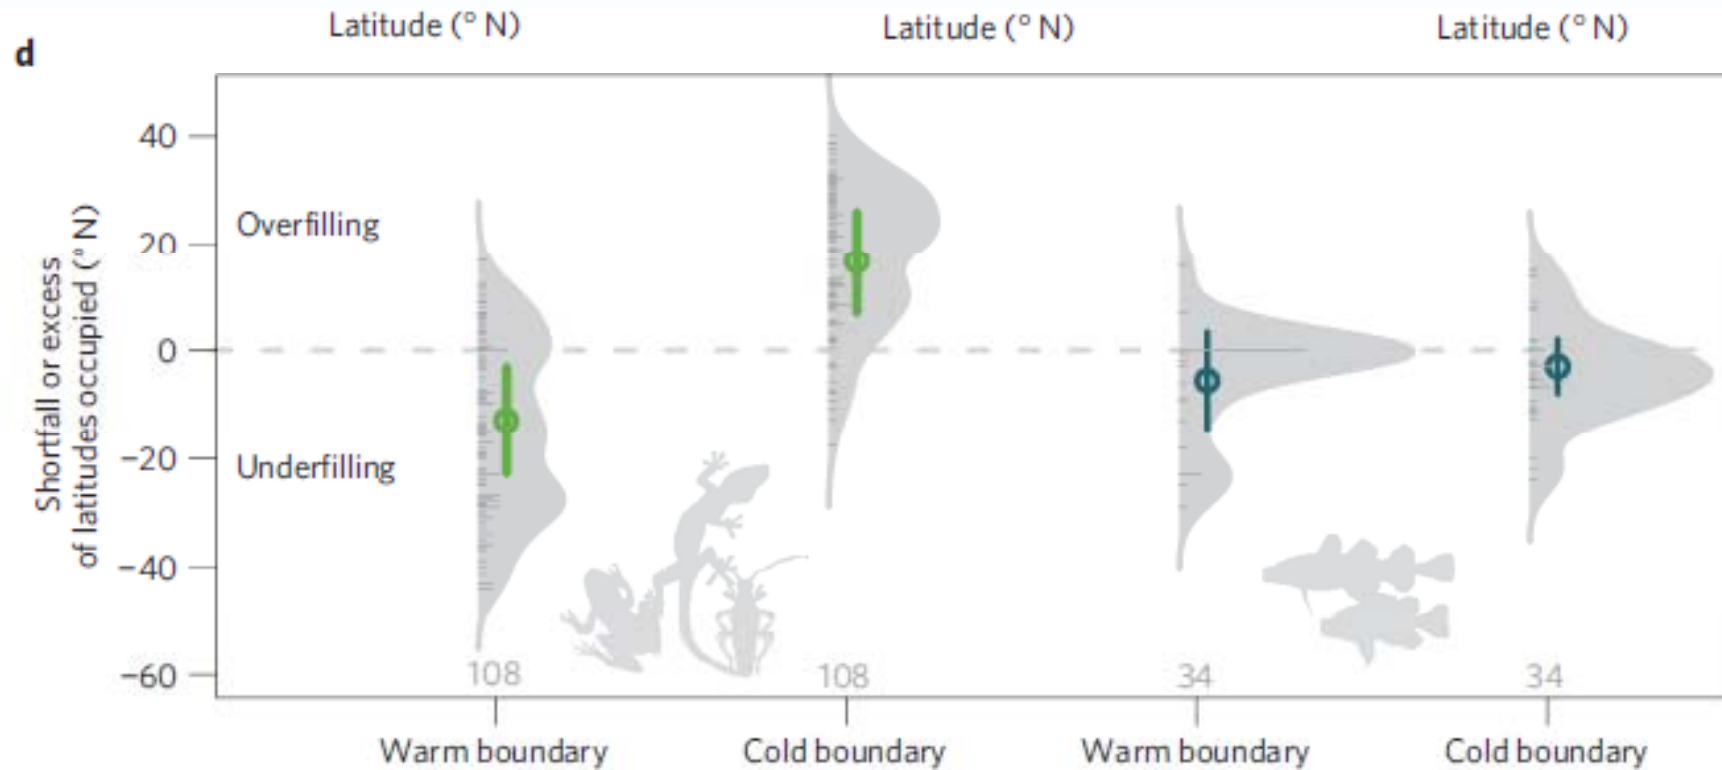 Latitude (° N)
Latitude (° N)
Latitude (° N)
d
Shortfall or excess
of latitudes occupied (° N)
40
20
0
−20
−40
−60
Overfilling
Underfilling
108
108
34
34
Warm boundary
Cold boundary
Warm boundary
Cold boundary